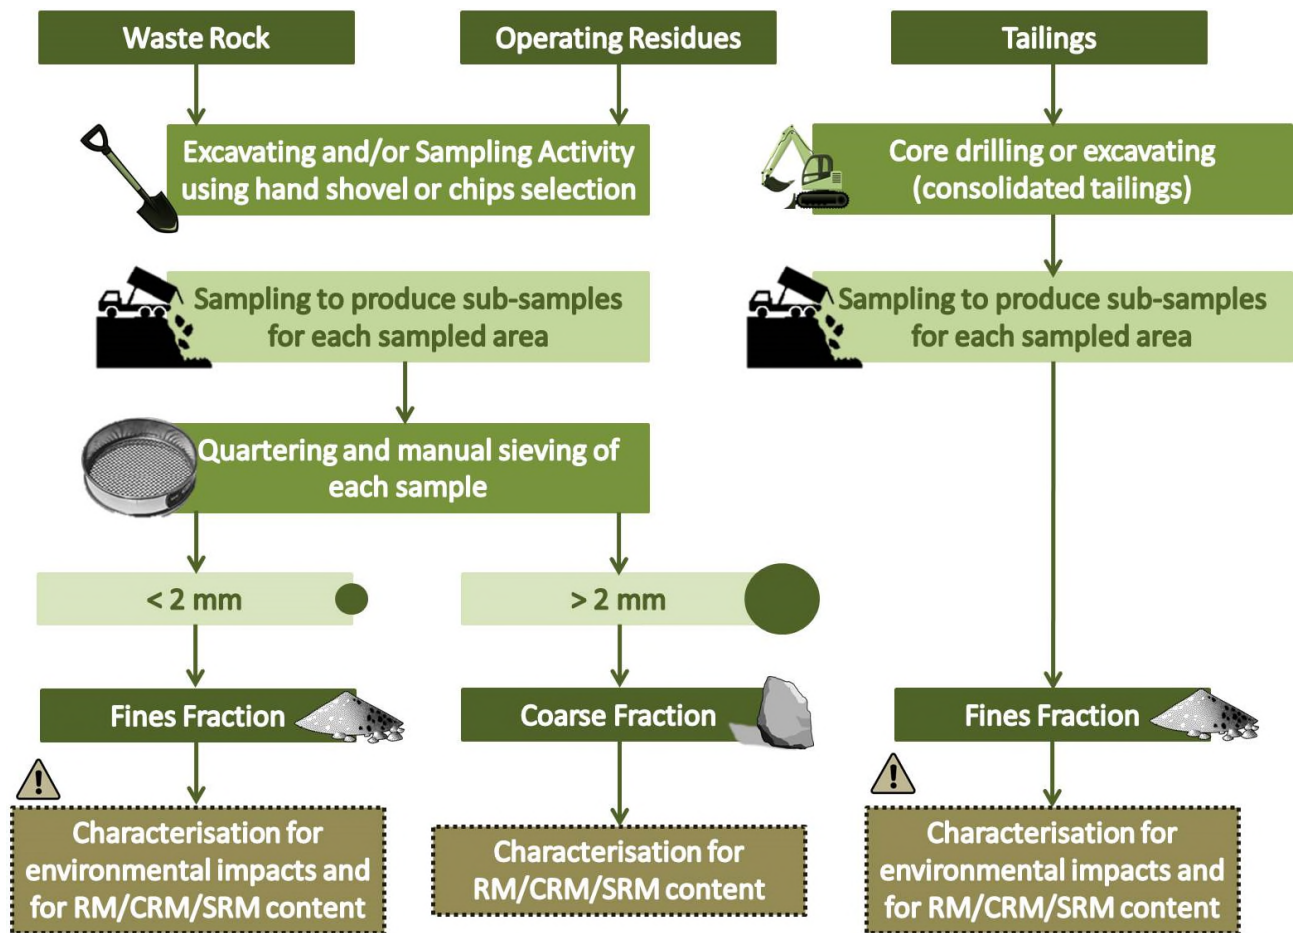 Waste Rock
Operating Residues
Tailings
Excavating and/or Sampling Activity
using hand shovel or chips selection
Core drilling or excavating
(consolidated tailings)
Sampling to produce sub-samples
for each sampled area
Sampling to produce sub-samples
for each sampled area
Quartering and manual sieving of
each sample
< 2 mm
> 2 mm
Fines Fraction
Coarse Fraction
Fines Fraction
!
!
Characterisation for
environmental impacts and
for RM/CRM/SRM content
Characterisation for
RM/CRM/SRM content
Characterisation for
environmental impacts and
for RM/CRM/SRM content